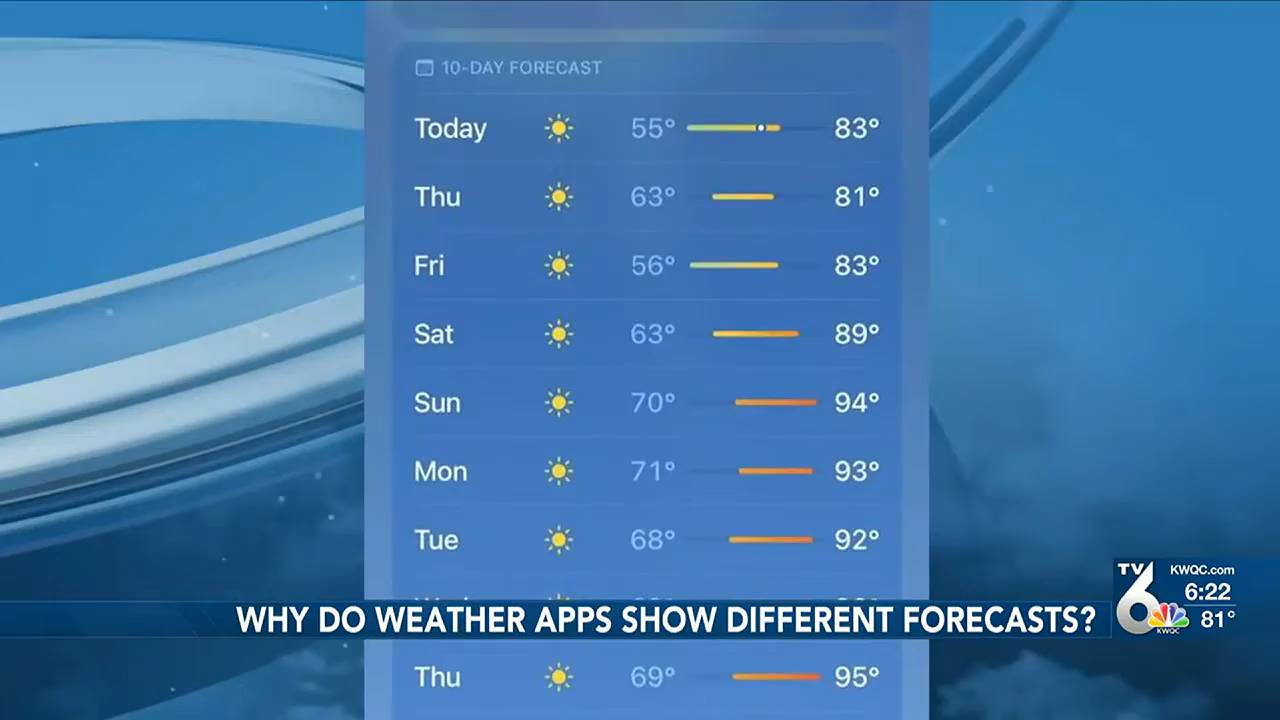 10-DAY FORECAST
Today 55° 83°
Thu 63° 81°
Fri 56° 83°
Sat 63° 89°
Sun 70° 94°
Mon 71° 93°
Tue 68° 92°
WHY DO WEATHER APPS SHOW DIFFERENT FORECASTS?
TV6
KWQC
KWQC.com
6:22
81°
Thu 69° 95°